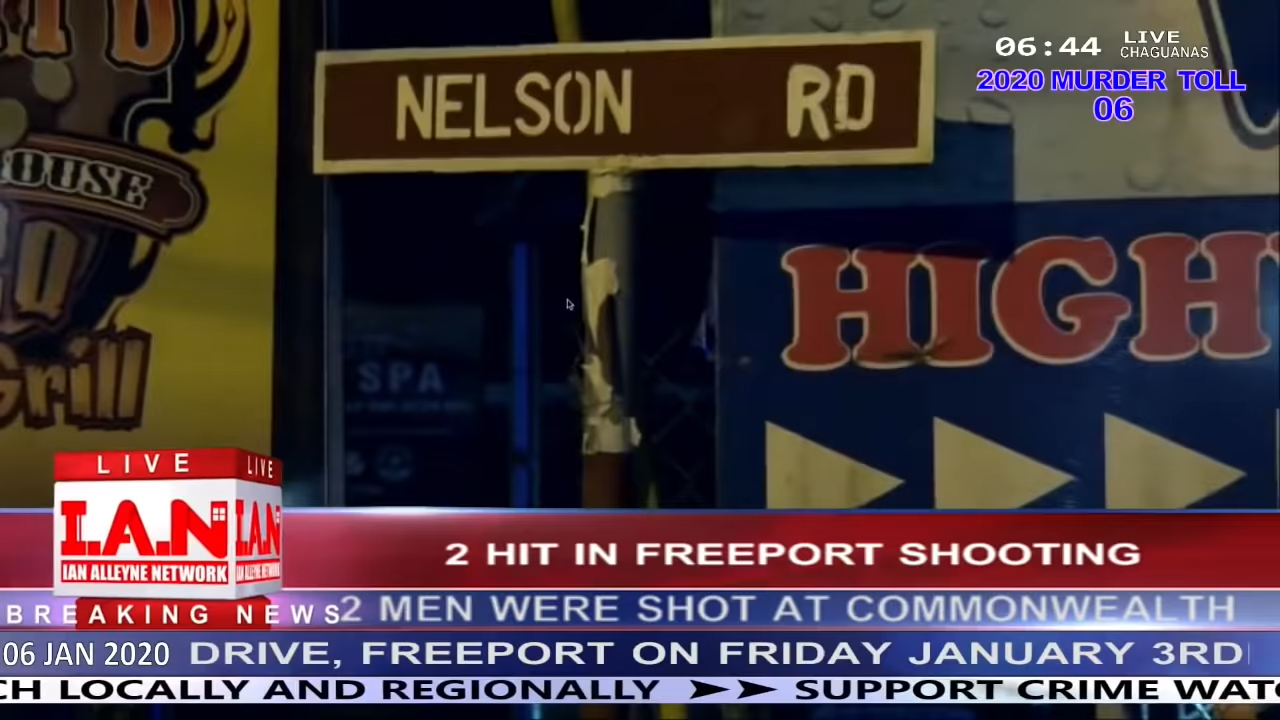 NELSON RD
06:44 LIVE
CHAGUANAS
2020 MURDER TOLL
06
OUSE
Grill
HIGH
SPA
LIVE LIVE
I.A.N I.A.N
IAN ALLEYNE NETWORK IAN ALLEYNE NETWORK
2 HIT IN FREEPORT SHOOTING
BREAKING NEWS
2 MEN WERE SHOT AT COMMONWEALTH
06 JAN 2020
DRIVE, FREEPORT ON FRIDAY JANUARY 3RD
CH LOCALLY AND REGIONALLY SUPPORT CRIME WATC